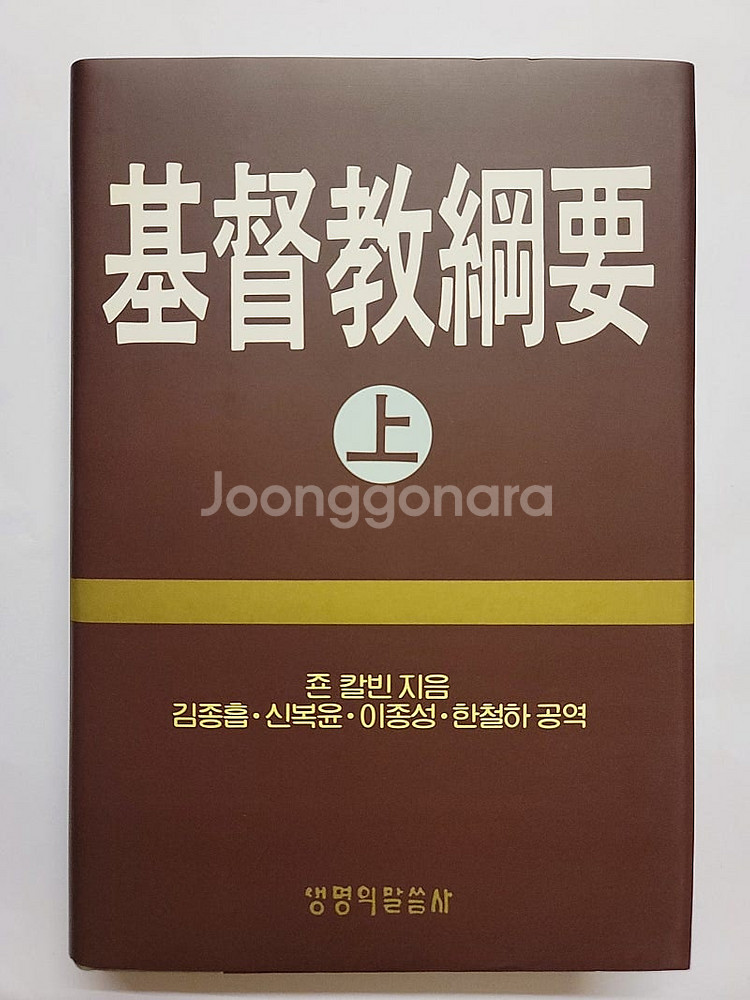 基督教綱要
上
Joonggonara
죤 칼빈 지음
김종흡·신복윤·이종성·한철하 공역
생명의말씀사